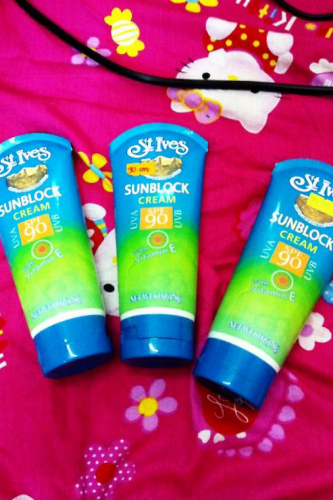 St Ives
SUNBLOCK
CREAM
UVA SPF 90 UVB
with
Vitamin E
St Ives
SUNBLOCK
CREAM
UVA 90 UVB
with
Vitamin E
St Ives
SUNBLOCK
CREAM
UVA SPF 90 UVB
with
Vitamin E